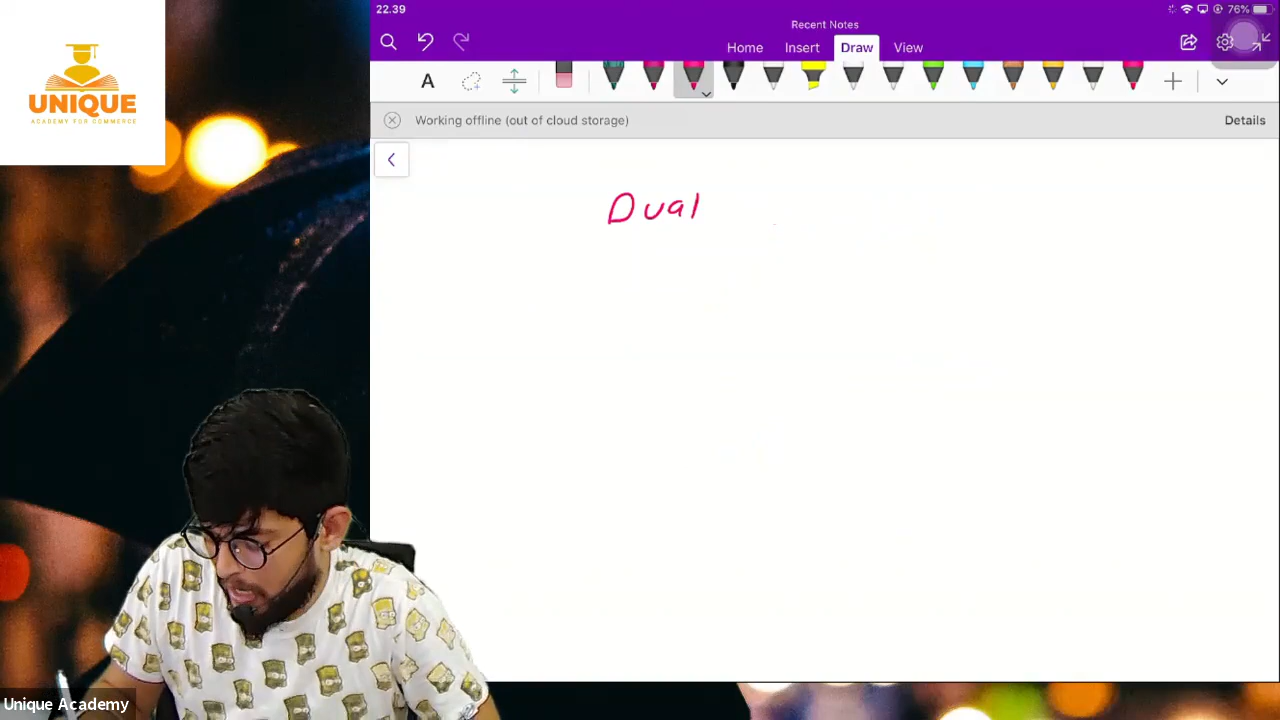 22.39
76%
Recent Notes
Home Insert Draw View
A
Working offline (out of cloud storage)
Details
Dual
UNIQUE
ACADEMY FOR COMMERCE
Unique Academy